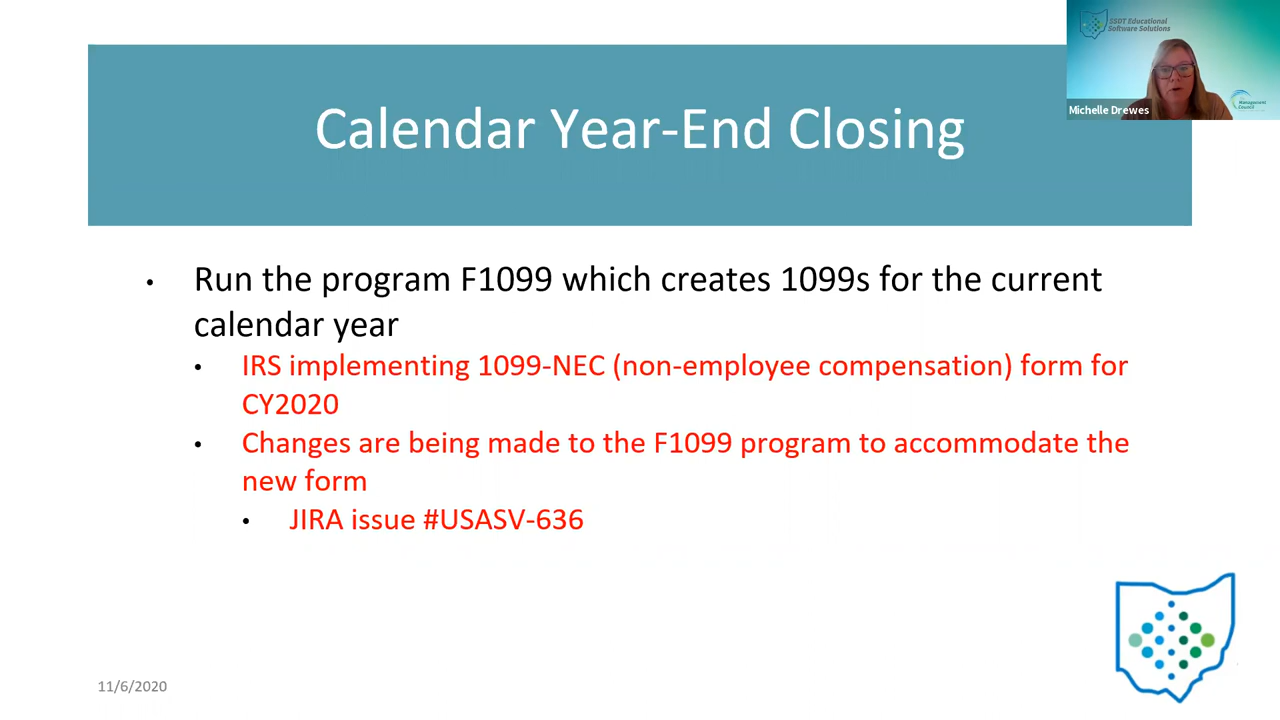 SSDT Educational
Software Solutions
Management
Council
Michelle Drewes
Calendar Year-End Closing
• Run the program F1099 which creates 1099s for the current
calendar year
• IRS implementing 1099-NEC (non-employee compensation) form for
CY2020
• Changes are being made to the F1099 program to accommodate the
new form
• JIRA issue #USASV-636
11/6/2020